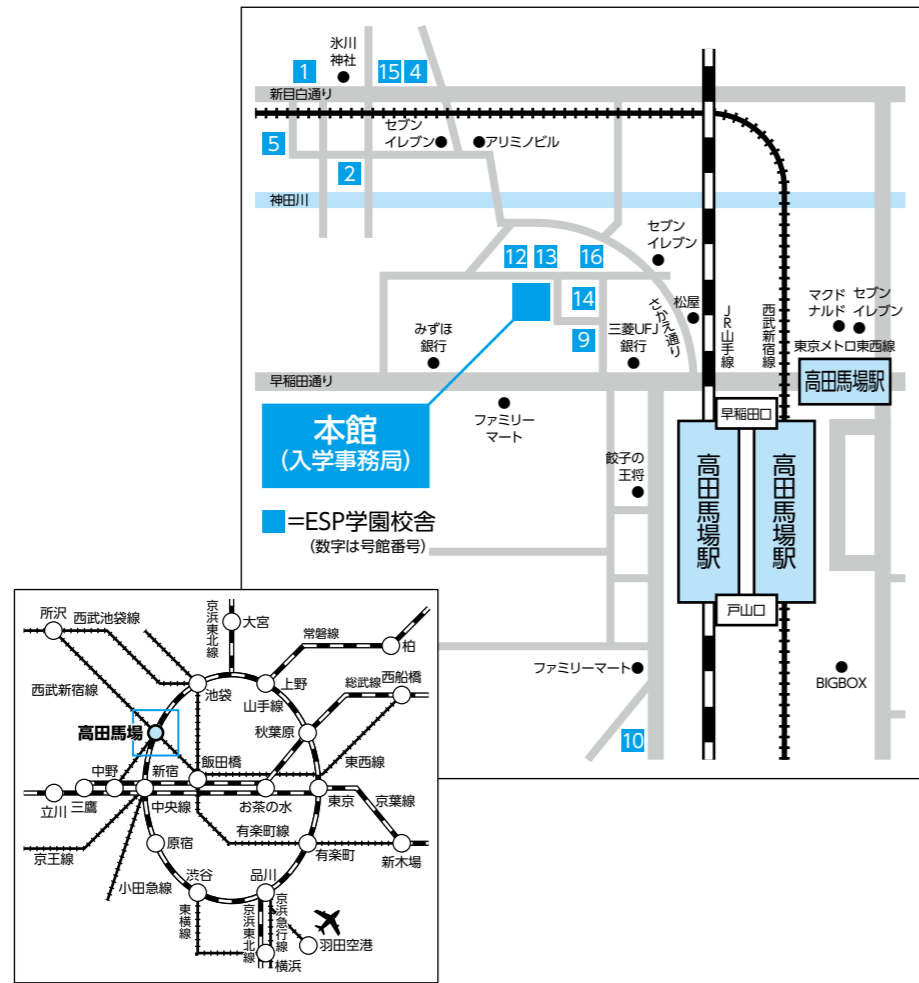 氷川
神社
1
15
4
新目白通り
セブン
イレブン
アリミノビル
5
2
神田川
セブン
イレブン
12
13
16
14
9
さかえ通り
松屋
JR山手線
西武新宿線
マクド
ナルド
セブン
イレブン
東京メトロ東西線
高田馬場駅
みずほ
銀行
三菱UFJ
銀行
早稲田通り
早稲田口
本館
(入学事務局)
ファミリー
マート
餃子の
王将
高田馬場駅
高田馬場駅
=ESP学園校舎
(数字は号館番号)
戸山口
ファミリーマート
BIGBOX
10
所沢
西武池袋線
京浜東北線
大宮
常磐線
柏
西武新宿線
池袋
上野
山手線
総武線
西船橋
高田馬場
秋葉原
飯田橋
東西線
中野
新宿
立川
三鷹
中央線
お茶の水
東京
京葉線
有楽町線
原宿
有楽町
新木場
京王線
小田急線
渋谷
品川
東横線
京浜東北線
京浜急行線
羽田空港
横浜